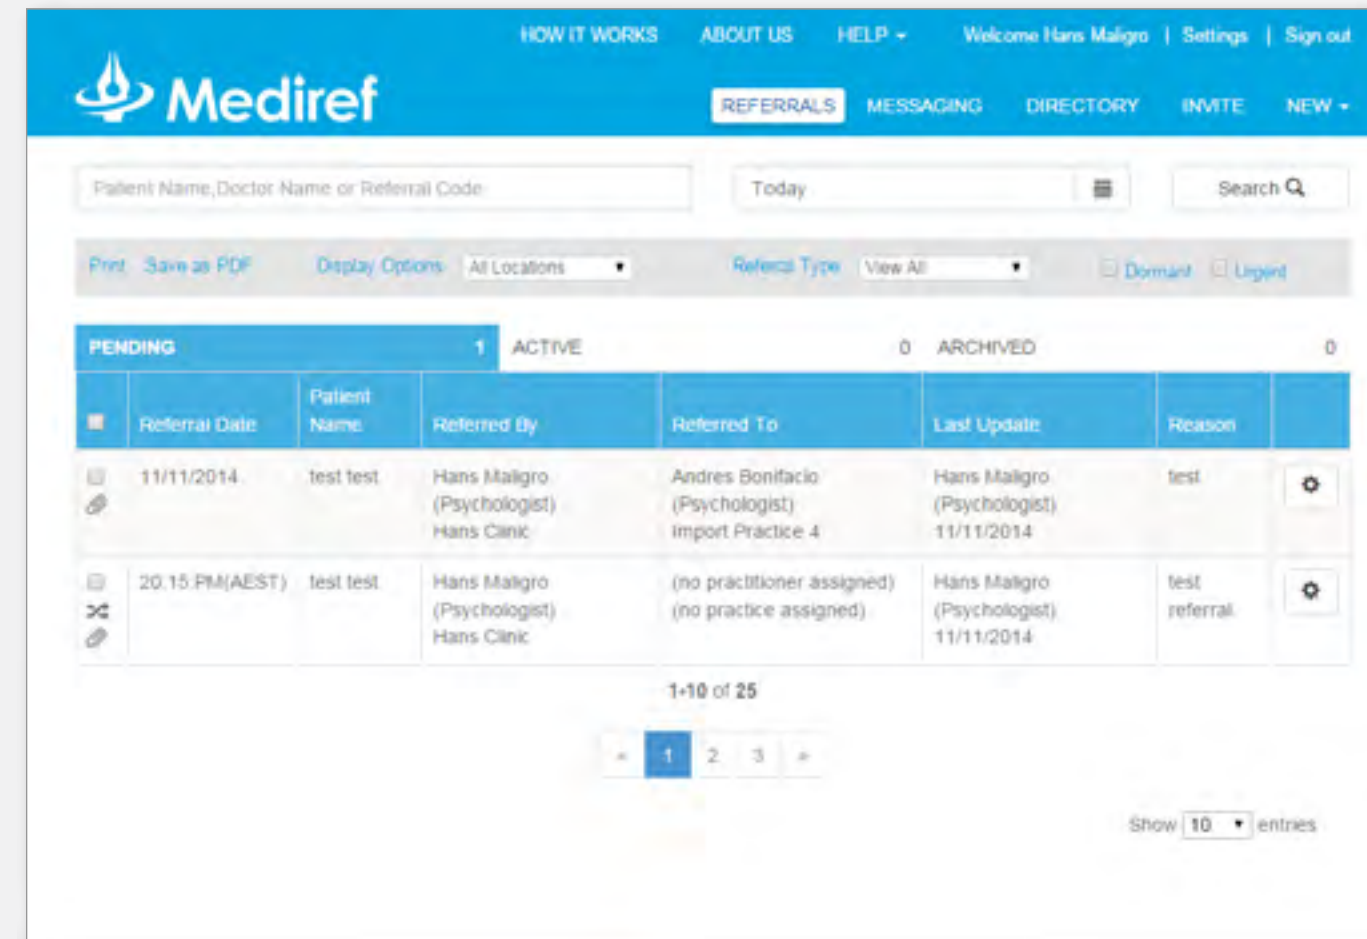 HOW IT WORKS ABOUT US HELP Welcome Hans Maligro | Settings | Sign out
Mediref
REFERRALS MESSAGING DIRECTORY INVITE NEW
Patient Name,Doctor Name or Referral Code Today Search
Print Save as PDF Display Options All Locations Referral Type View All Dormant Urgent
PENDING 1 ACTIVE 0 ARCHIVED 0
Patient
Referral Date Name Referred By Referred To Last Update Reason
11/11/2014 test test Hans Maligro Andres Bonifacio Hans Maligro test
(Psychologist) (Psychologist) (Psychologist)
Hans Clinic Import Practice 4 11/11/2014
20:15 PM(AEST) test test Hans Maligro (no practitioner assigned) Hans Maligro test
(Psychologist) (no practice assigned) (Psychologist) referral
Hans Clinic 11/11/2014
1-10 of 25
« 1 2 3 »
Show 10 entries